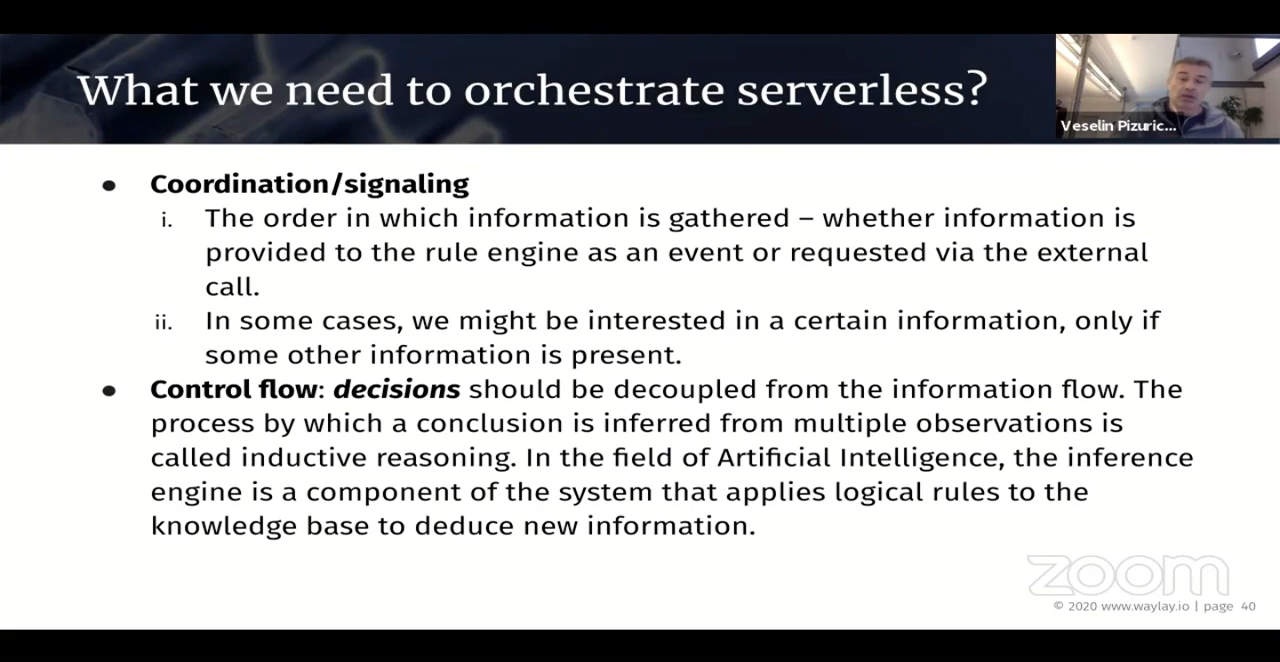 What we need to orchestrate serverless?
Veselin Pizuric...
● Coordination/signaling
i. The order in which information is gathered – whether information is
provided to the rule engine as an event or requested via the external
call.
ii. In some cases, we might be interested in a certain information, only if
some other information is present.
● Control flow: decisions should be decoupled from the information flow. The
process by which a conclusion is inferred from multiple observations is
called inductive reasoning. In the field of Artificial Intelligence, the inference
engine is a component of the system that applies logical rules to the
knowledge base to deduce new information.
zoom
© 2020 www.waylay.io | page 40